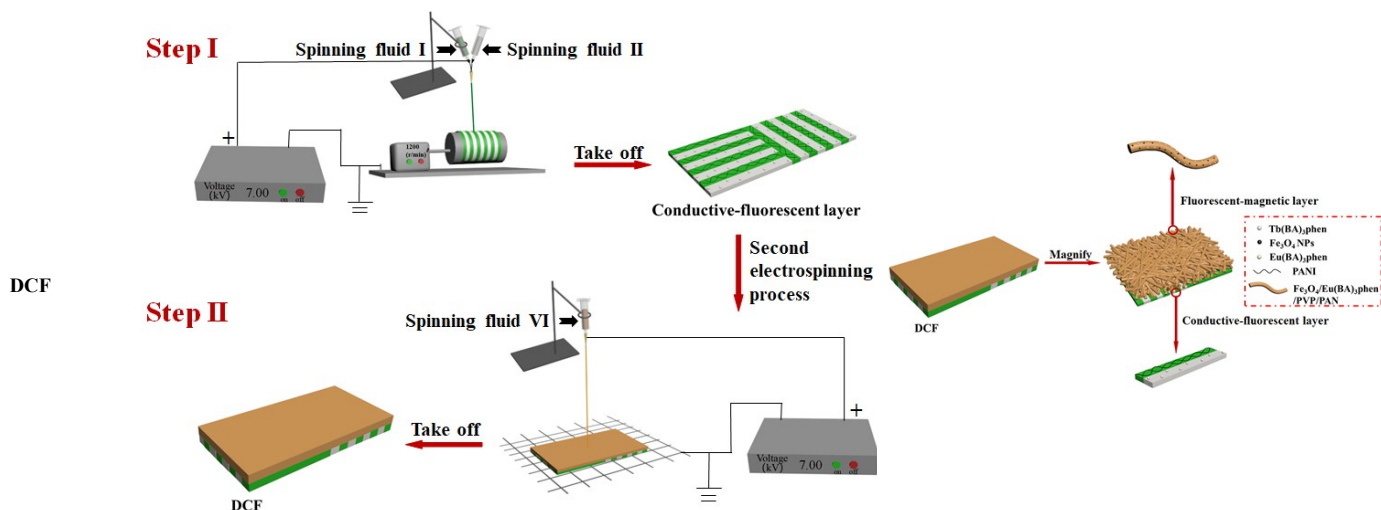 Step I
Spinning fluid I
Spinning fluid II
+
1200
(r/min)
Voltage
(kV)
7.00
on
off
Take off
Conductive-fluorescent layer
Second
electrospinning
process
DCF
Step II
Spinning fluid VI
+
Voltage
(kV)
7.00
on
off
Take off
DCF
DCF
Magnify
Fluorescent-magnetic layer
Tb(BA)₃phen
Fe₃O₄ NPs
Eu(BA)₃phen
PANI
Fe₃O₄/Eu(BA)₃phen
/PVP/PAN
Conductive-fluorescent layer